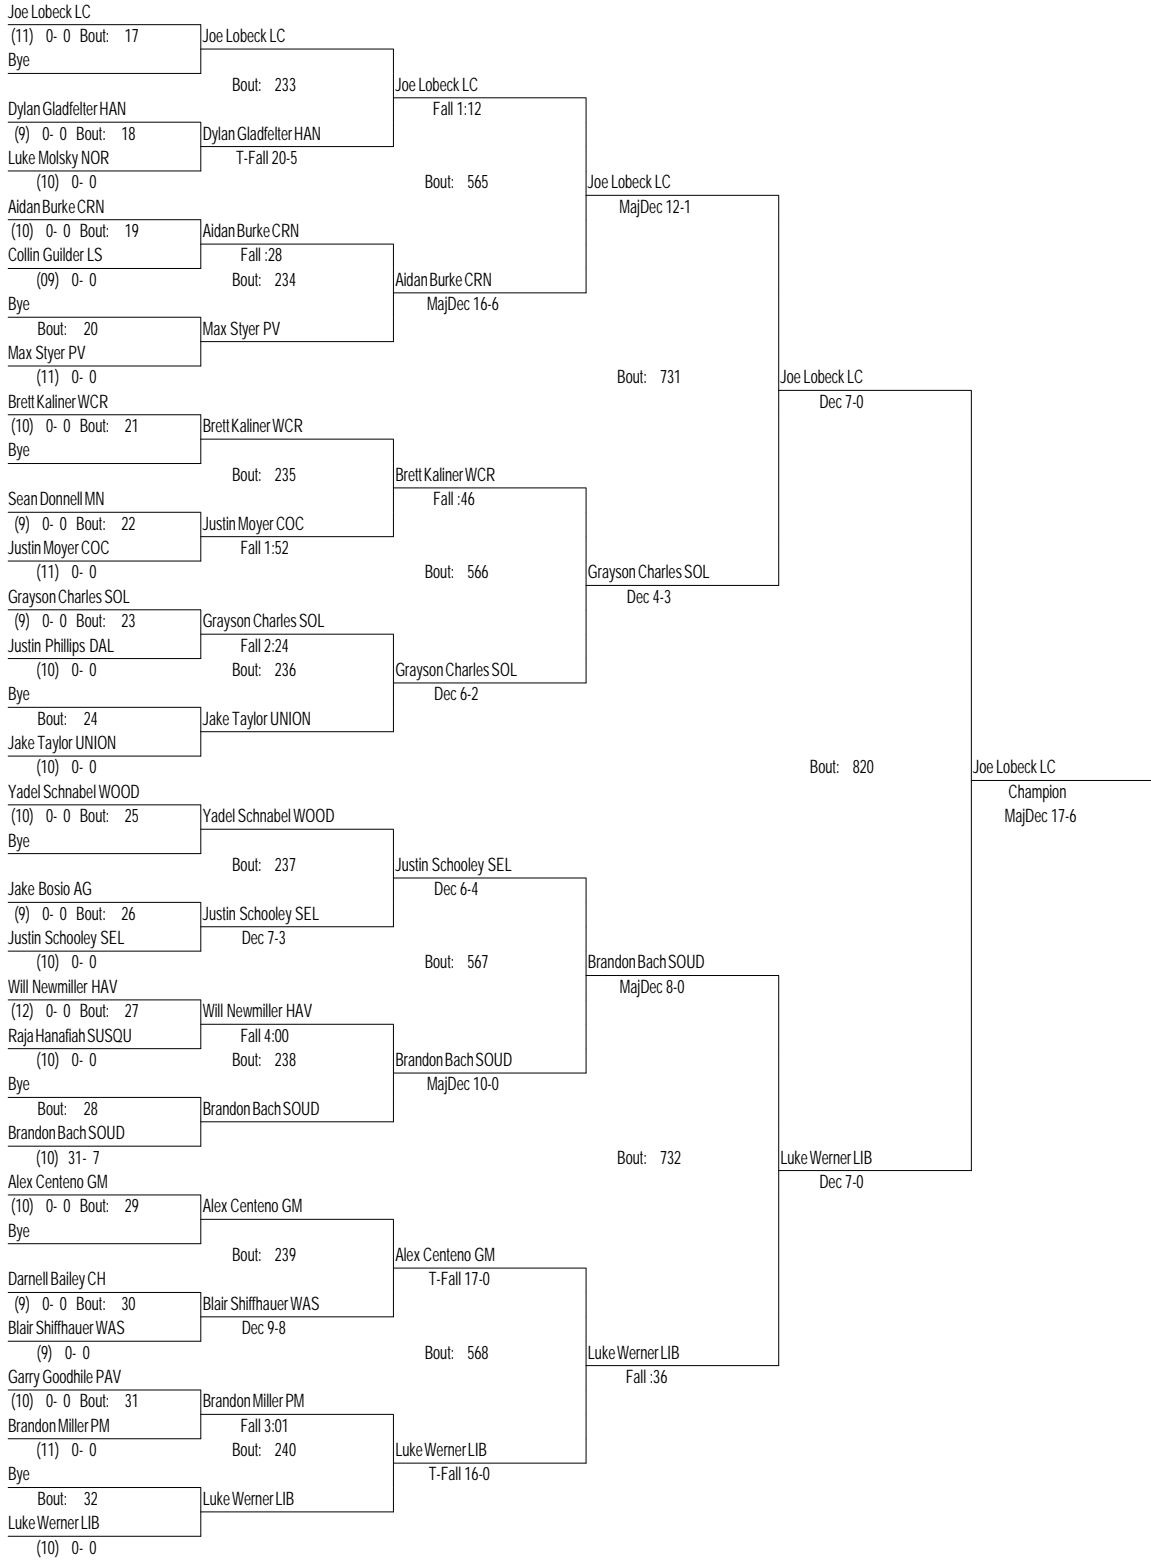 Joe Lobeck LC
(11) 0- 0 Bout: 17 Joe Lobeck LC
Bye
Bout: 233 Joe Lobeck LC
Dylan Gladfelter HAN Fall 1:12
(9) 0- 0 Bout: 18 Dylan Gladfelter HAN
Luke Molsky NOR T-Fall 20-5
(10) 0- 0 Bout: 565 Joe Lobeck LC
Aidan Burke CRN MajDec 12-1
(10) 0- 0 Bout: 19 Aidan Burke CRN
Collin Guilder LS Fall :28
(09) 0- 0 Bout: 234 Aidan Burke CRN
Bye MajDec 16-6
Bout: 20 Max Styer PV
Max Styer PV
(11) 0- 0 Bout: 731 Joe Lobeck LC
Brett Kaliner WCR Dec 7-0
(10) 0- 0 Bout: 21 Brett Kaliner WCR
Bye
Bout: 235 Brett Kaliner WCR
Sean Donnell MN Fall :46
(9) 0- 0 Bout: 22 Justin Moyer COC
Justin Moyer COC Fall 1:52
(11) 0- 0 Bout: 566 Grayson Charles SOL
Grayson Charles SOL Dec 4-3
(9) 0- 0 Bout: 23 Grayson Charles SOL
Justin Phillips DAL Fall 2:24
(10) 0- 0 Bout: 236 Grayson Charles SOL
Bye Dec 6-2
Bout: 24 Jake Taylor UNION
Jake Taylor UNION
(10) 0- 0 Bout: 820 Joe Lobeck LC
Yadel Schnabel WOOD Champion
(10) 0- 0 Bout: 25 Yadel Schnabel WOOD MajDec 17-6
Bye
Bout: 237 Justin Schooley SEL
Jake Bosio AG Dec 6-4
(9) 0- 0 Bout: 26 Justin Schooley SEL
Justin Schooley SEL Dec 7-3
(10) 0- 0 Bout: 567 Brandon Bach SOUD
Will Newmiller HAV MajDec 8-0
(12) 0- 0 Bout: 27 Will Newmiller HAV
Raja Hanafiah SUSQU Fall 4:00
(10) 0- 0 Bout: 238 Brandon Bach SOUD
Bye MajDec 10-0
Bout: 28 Brandon Bach SOUD
Brandon Bach SOUD
(10) 31- 7 Bout: 732 Luke Werner LIB
Alex Centeno GM Dec 7-0
(10) 0- 0 Bout: 29 Alex Centeno GM
Bye
Bout: 239 Alex Centeno GM
Darnell Bailey CH T-Fall 17-0
(9) 0- 0 Bout: 30 Blair Shiffhauer WAS
Blair Shiffhauer WAS Dec 9-8
(9) 0- 0 Bout: 568 Luke Werner LIB
Garry Goodhile PAV Fall :36
(10) 0- 0 Bout: 31 Brandon Miller PM
Brandon Miller PM Fall 3:01
(11) 0- 0 Bout: 240 Luke Werner LIB
Bye T-Fall 16-0
Bout: 32 Luke Werner LIB
Luke Werner LIB
(10) 0- 0